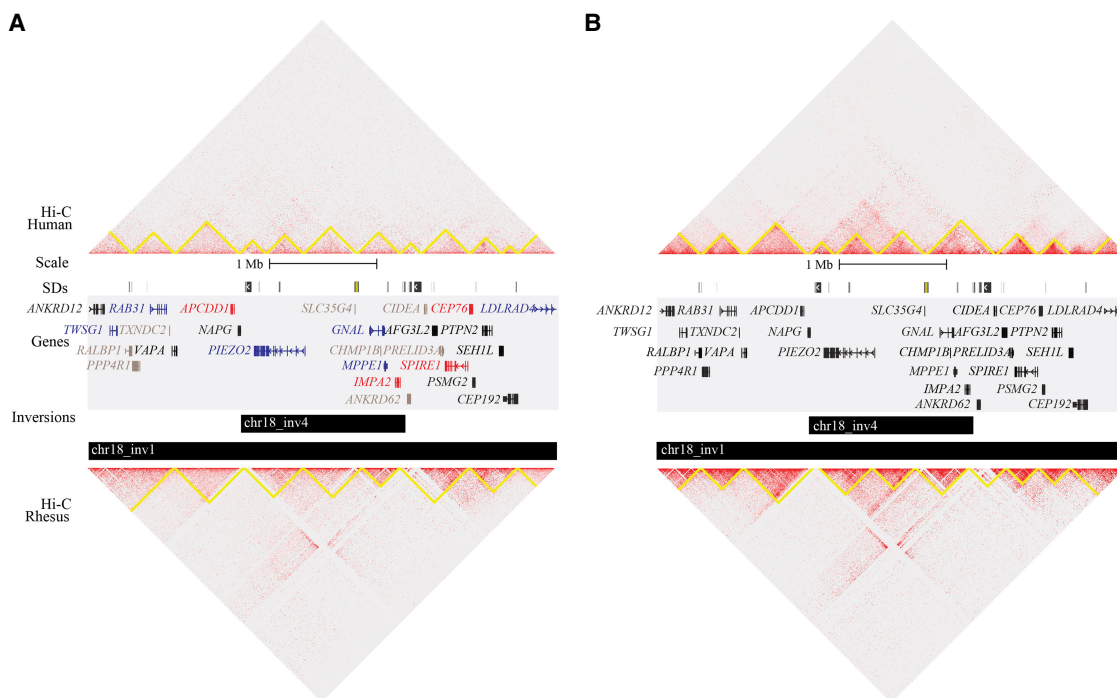 A
Hi-C
Human
Scale
1 Mb
SDs
Genes
ANKRD12 RAB31 APCDD1 SLC35G4 CIDEA CEP76 LDLRAD4
TWSG1 TXNDC2 NAPG GNAL AFG3L2 PTPN2
RALBP1 VAPA PIEZO2 CHMP1B PRELID3A SEH1L
PPP4R1 MPPE1 SPIRE1
IMPA2 PSMG2
ANKRD62 CEP192
Inversions
chr18_inv4
chr18_inv1
Hi-C
Rhesus
B
1 Mb
ANKRD12 RAB31 APCDD1 SLC35G4 CIDEA CEP76 LDLRAD4
TWSG1 TXNDC2 NAPG GNAL AFG3L2 PTPN2
RALBP1 VAPA PIEZO2 CHMP1B PRELID3A SEH1L
PPP4R1 MPPE1 SPIRE1
IMPA2 PSMG2
ANKRD62 CEP192
chr18_inv4
chr18_inv1